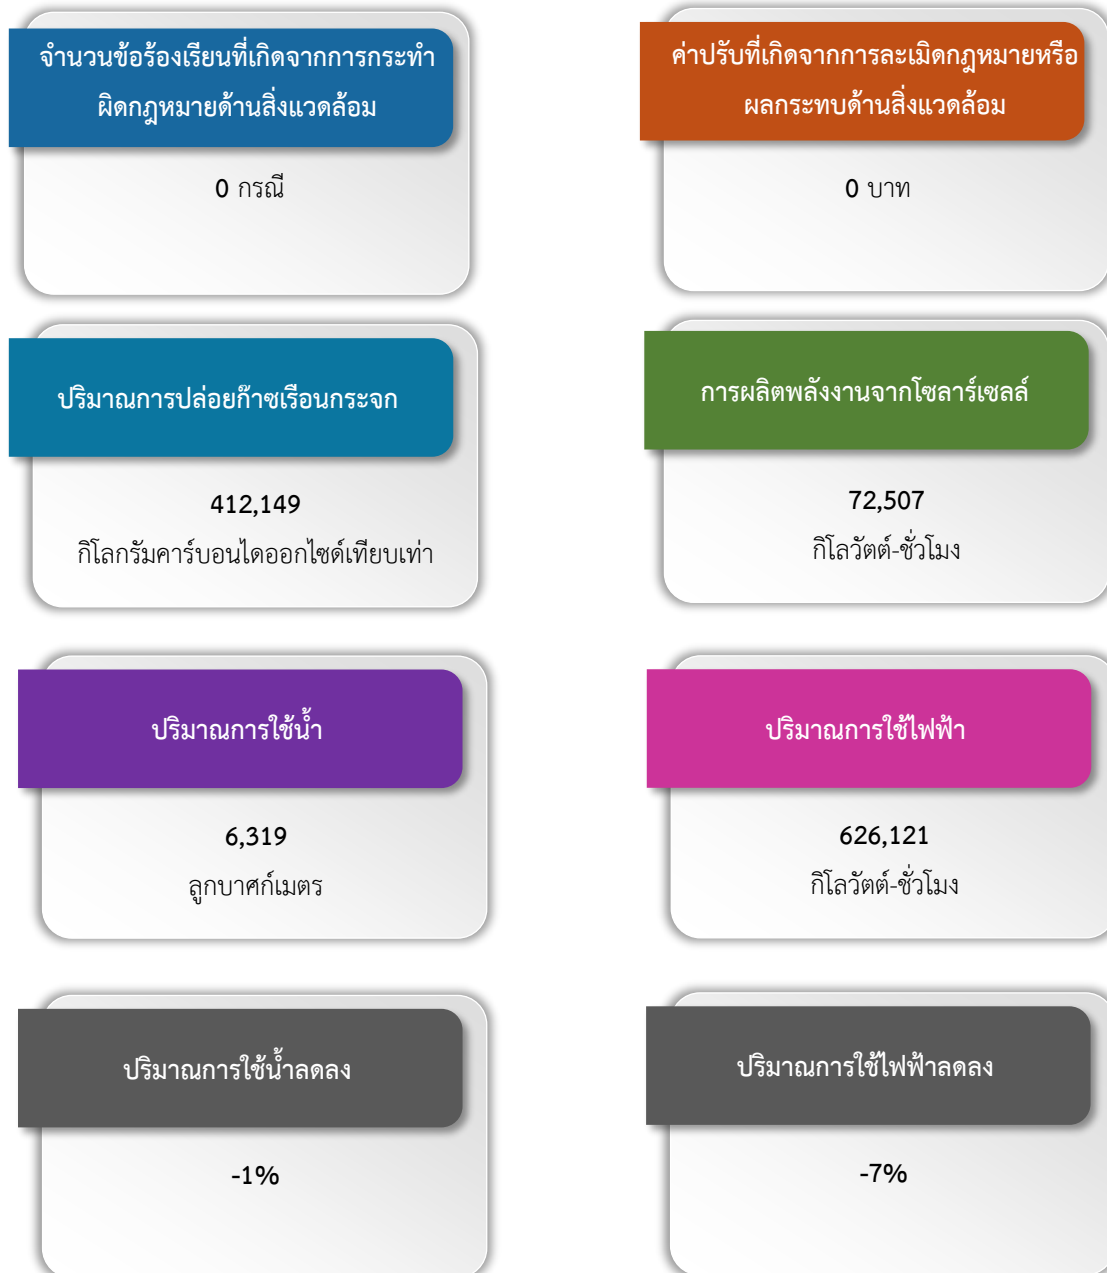 จำนวนข้อร้องเรียนที่เกิดจากการกระทำ
ผิดกฎหมายด้านสิ่งแวดล้อม
0 กรณี
ค่าปรับที่เกิดจากการละเมิดกฎหมายหรือ
ผลกระทบด้านสิ่งแวดล้อม
0 บาท
ปริมาณการปล่อยก๊าซเรือนกระจก
412,149
กิโลกรัมคาร์บอนไดออกไซด์เทียบเท่า
การผลิตพลังงานจากโซลาร์เซลล์
72,507
กิโลวัตต์-ชั่วโมง
ปริมาณการใช้น้ำ
6,319
ลูกบาศก์เมตร
ปริมาณการใช้ไฟฟ้า
626,121
กิโลวัตต์-ชั่วโมง
ปริมาณการใช้น้ำลดลง
-1%
ปริมาณการใช้ไฟฟ้าลดลง
-7%